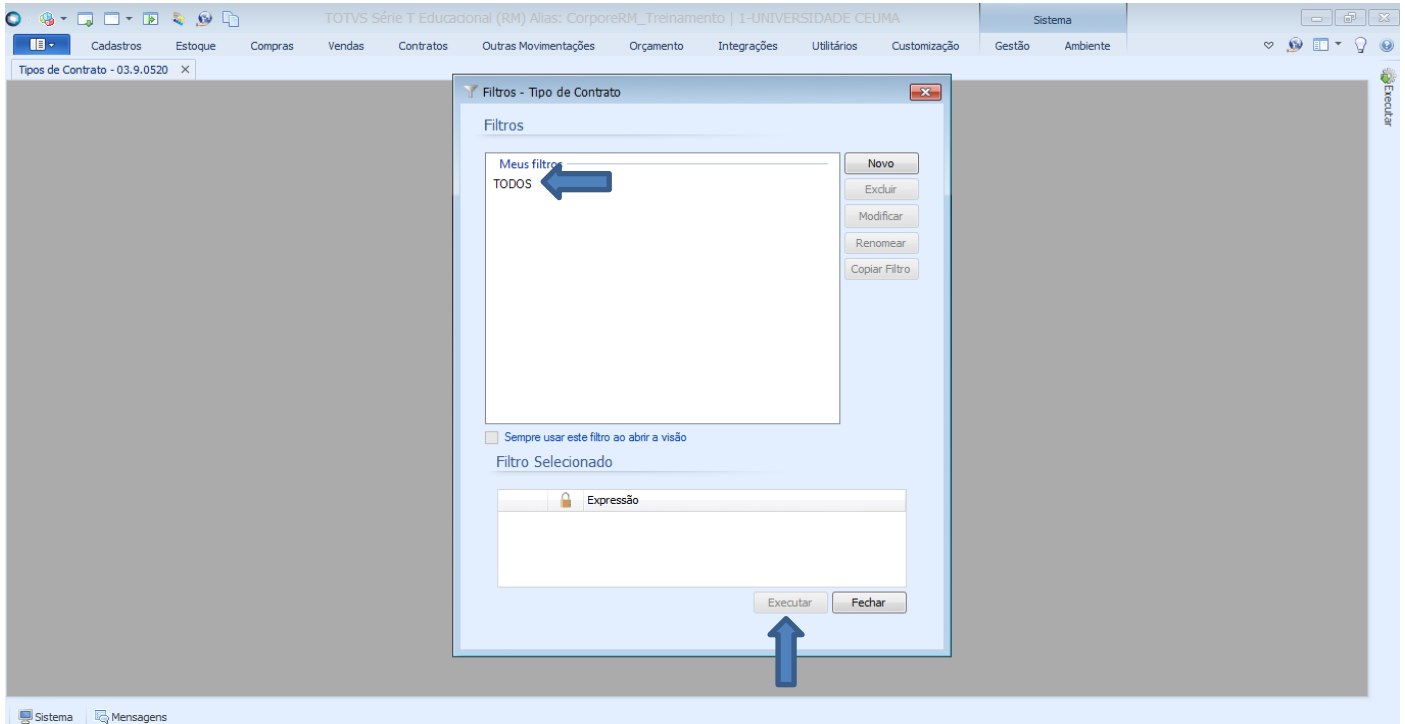 TOTVS Série T Educacional (RM) Alias: CorporeRM_Treinamento | 1-UNIVERSIDADE CEUMA
Sistema
Cadastros Estoque Compras Vendas Contratos Outras Movimentações Orçamento Integrações Utilitários Customização Gestão Ambiente
Tipos de Contrato - 03.9.0520
Executar
Filtros - Tipo de Contrato
Filtros
Meus filtros
TODOS
Novo
Excluir
Modificar
Renomear
Copiar Filtro
Sempre usar este filtro ao abrir a visão
Filtro Selecionado
Expressão
Executar Fechar
Sistema Mensagens